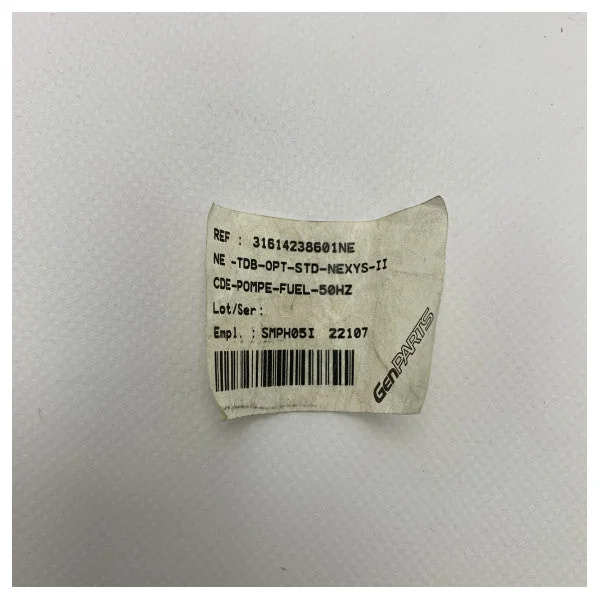 REF : 31614238601NE
NE -TDB-OPT-STD-NEXYS-II
CDE-POMPE-FUEL-50HZ
Lot/Ser:
Empl. : SMPH05I 22107
GenPARTS